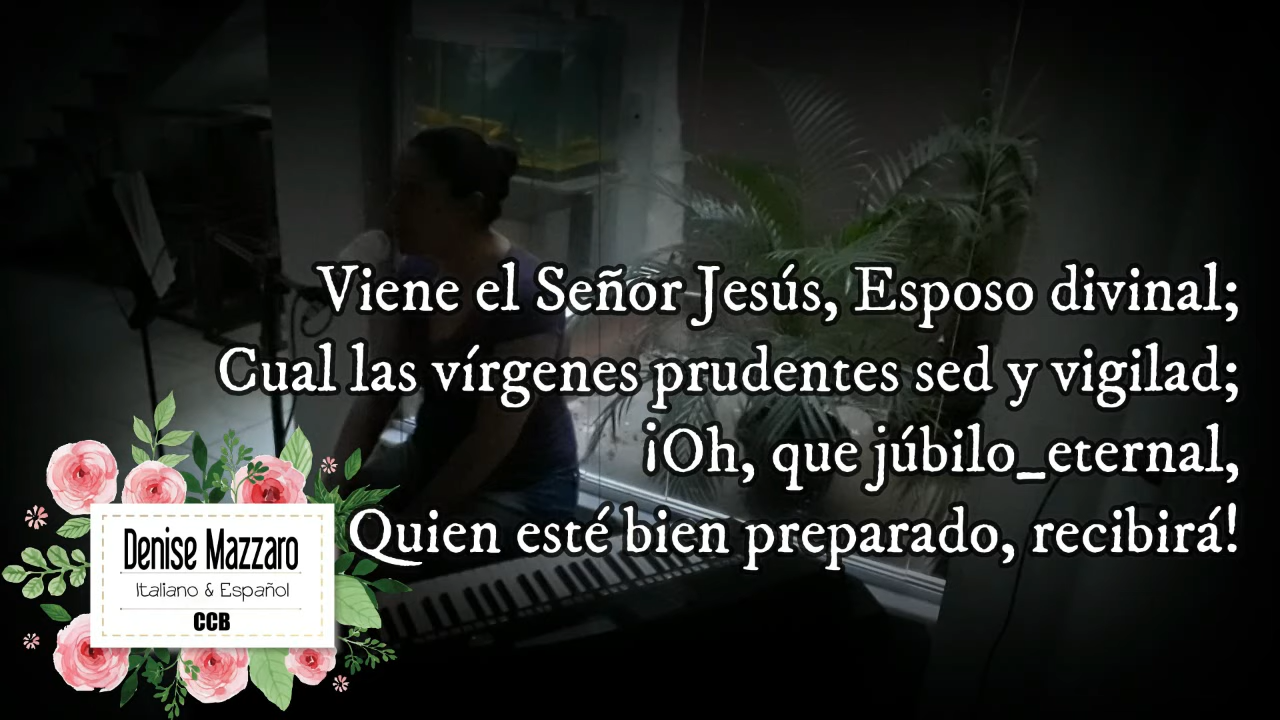 Viene el Señor Jesús, Esposo divinal;
Cual las vírgenes prudentes sed y vigilad;
¡Oh, que júbilo_eternal,
Quien esté bien preparado, recibirá!
Denise Mazzaro
Italiano & Español
CCB